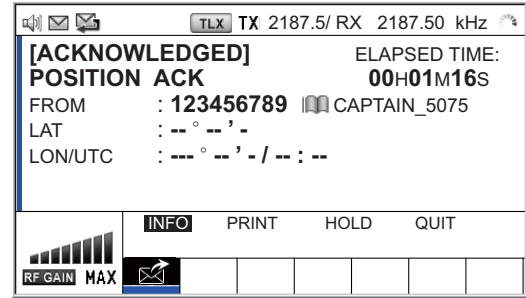 TLX TX 2187.5/ RX 2187.50 kHz
[ACKNOWLEDGED] ELAPSED TIME:
POSITION ACK 00H01M16S
FROM : 123456789 CAPTAIN_5075
LAT : -- ° -- ’ -
LON/UTC : --- ° -- ’ - / -- : --
INFO PRINT HOLD QUIT
RF GAIN MAX